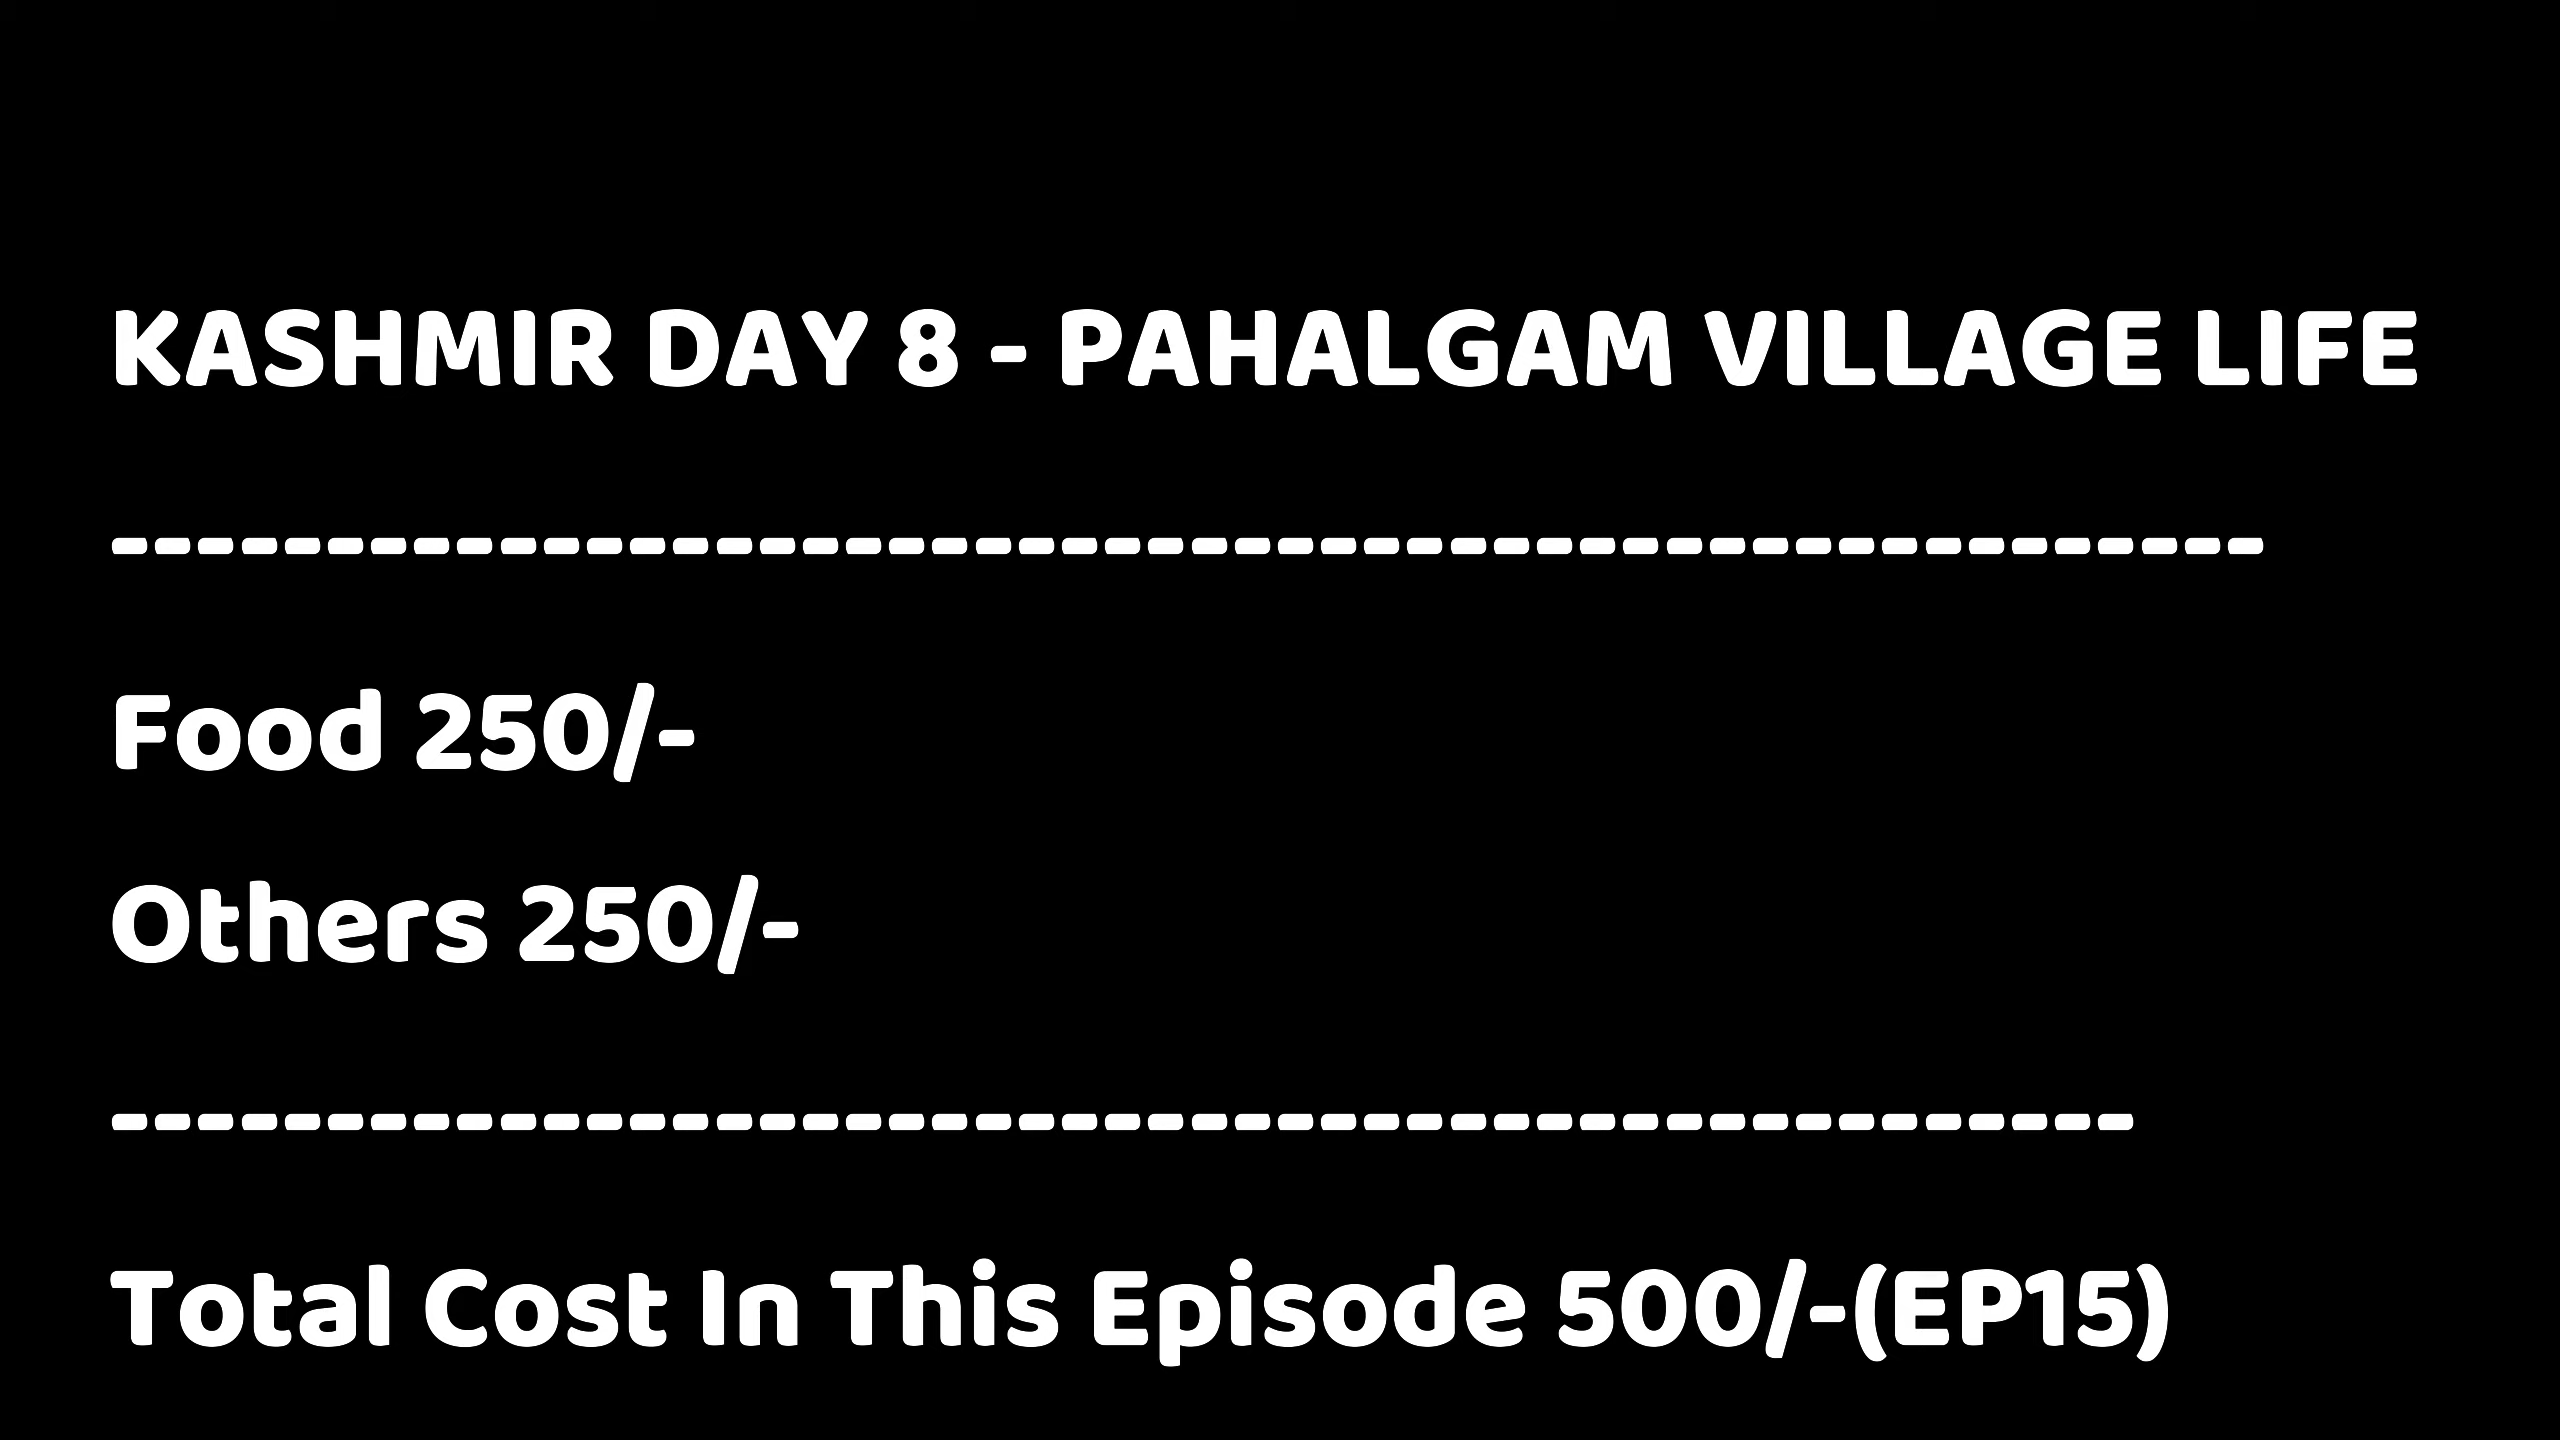 KASHMIR DAY 8 - PAHALGAM VILLAGE LIFE
--------------------------------------------------
Food 250/-
Others 250/-
-----------------------------------------------
Total Cost In This Episode 500/-(EP15)